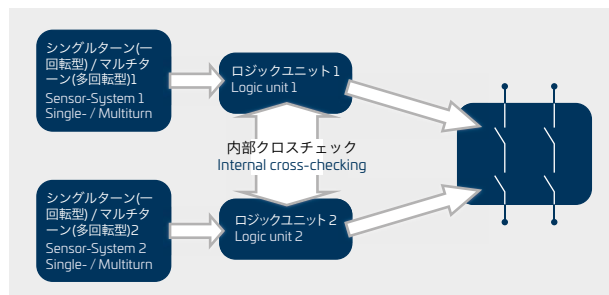 シングルターン(一
回転型) / マルチタ
ーン(多回転型)1
Sensor-System 1
Single- / Multiturn
ロジックユニット 1
Logic unit 1
内部クロスチェック
Internal cross-checking
シングルターン(一
回転型) / マルチタ
ーン(多回転型)2
Sensor-System 2
Single- / Multiturn
ロジックユニット 2
Logic unit 2